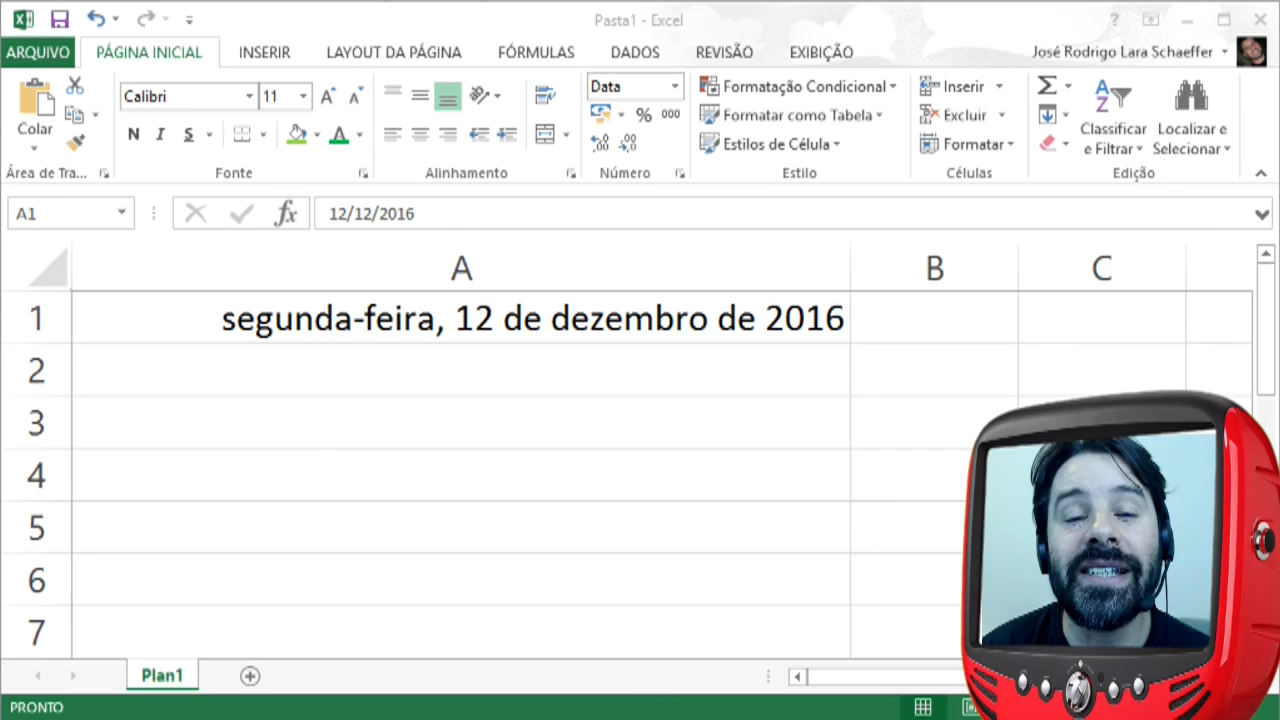 Pasta1 - Excel
?
ARQUIVO PÁGINA INICIAL INSERIR LAYOUT DA PÁGINA FÓRMULAS DADOS REVISÃO EXIBIÇÃO José Rodrigo Lara Schaeffer
Colar
Calibri 11
N I S A
Data
% 000
Formatação Condicional
Formatar como Tabela
Estilos de Célula
Inserir
Excluir
Formatar
Σ
Classificar
e Filtrar
Localizar e
Selecionar
Área de Tra... Fonte Alinhamento Número Estilo Células Edição
A1 fx 12/12/2016
A B C
1 segunda-feira, 12 de dezembro de 2016
2
3
4
5
6
7
Plan1
PRONTO